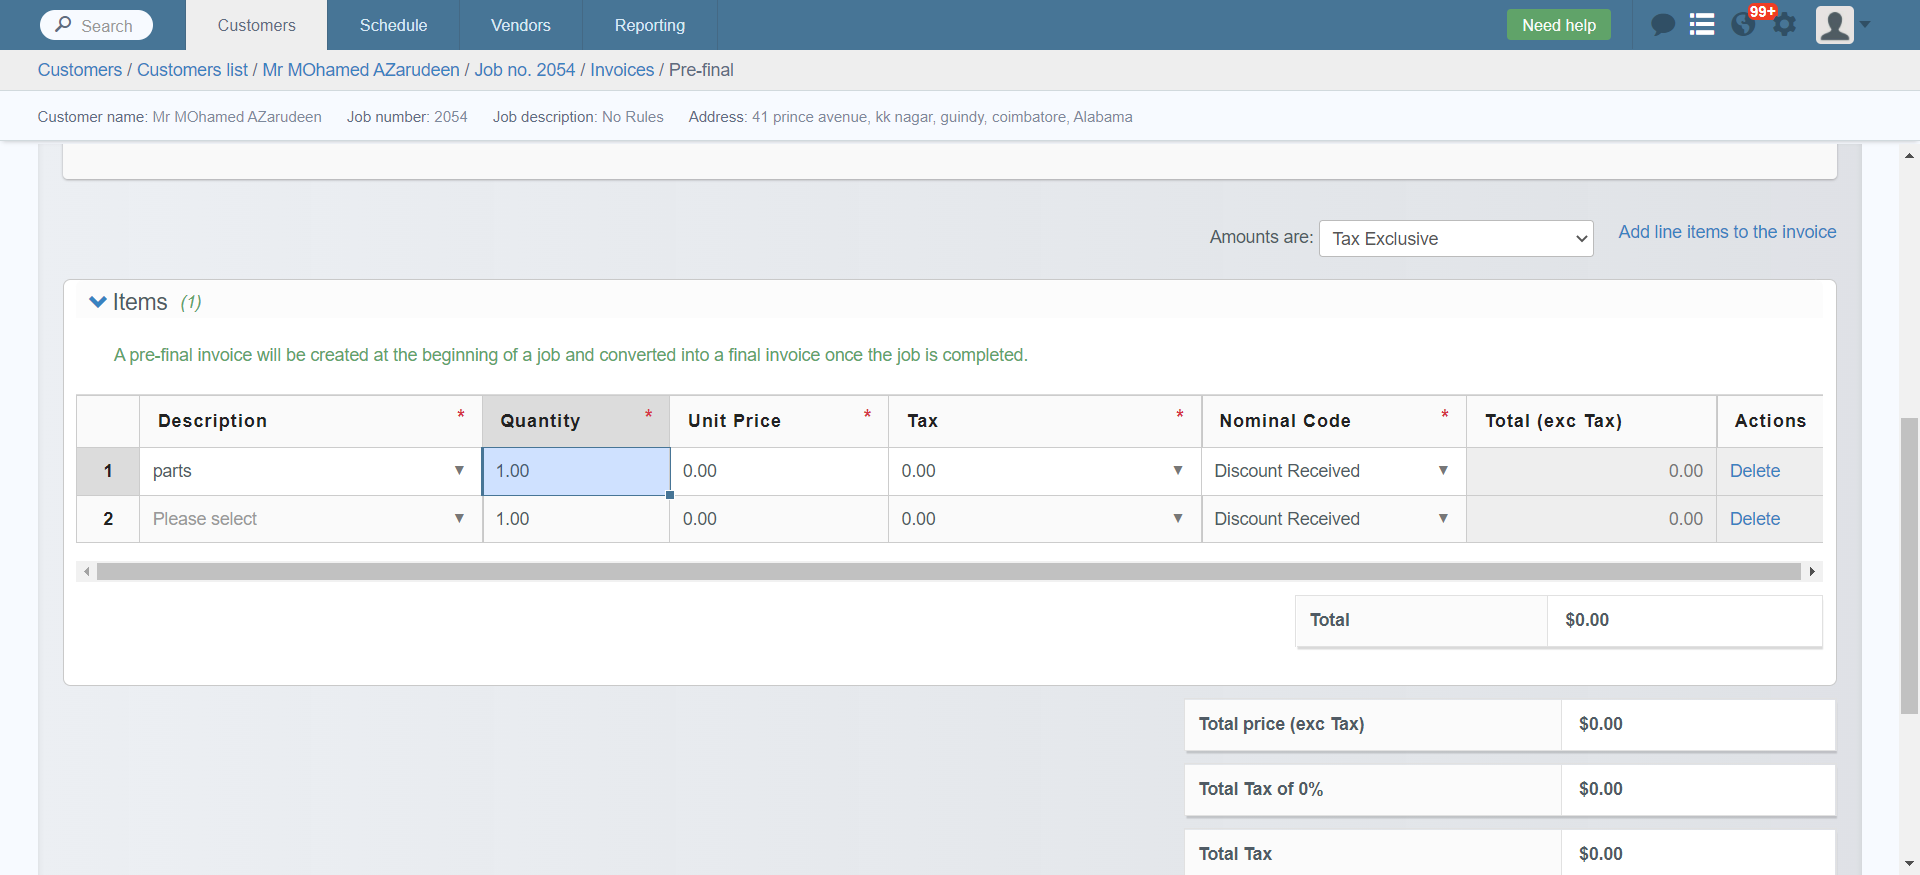 Search Customers Schedule Vendors Reporting Need help 99+
Customers / Customers list / Mr MOhamed AZarudeen / Job no. 2054 / Invoices / Pre-final
Customer name: Mr MOhamed AZarudeen Job number: 2054 Job description: No Rules Address: 41 prince avenue, kk nagar, guindy, coimbatore, Alabama
Amounts are: Tax Exclusive Add line items to the invoice
Items (1)
A pre-final invoice will be created at the beginning of a job and converted into a final invoice once the job is completed.
Description * Quantity * Unit Price * Tax * Nominal Code * Total (exc Tax) Actions
1 parts 1.00 0.00 0.00 Discount Received 0.00 Delete
2 Please select 1.00 0.00 0.00 Discount Received 0.00 Delete
Total $0.00
Total price (exc Tax) $0.00
Total Tax of 0% $0.00
Total Tax $0.00